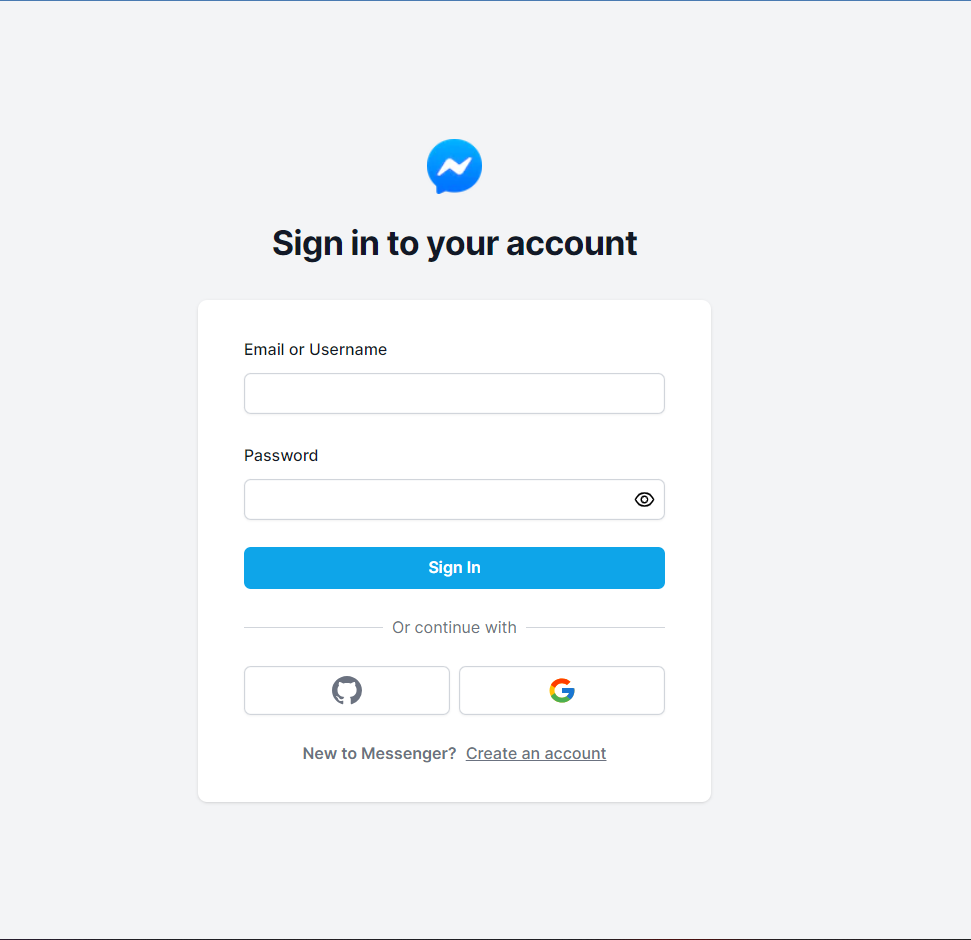 Sign in to your account
Email or Username
Password
Sign In
Or continue with
New to Messenger? Create an account